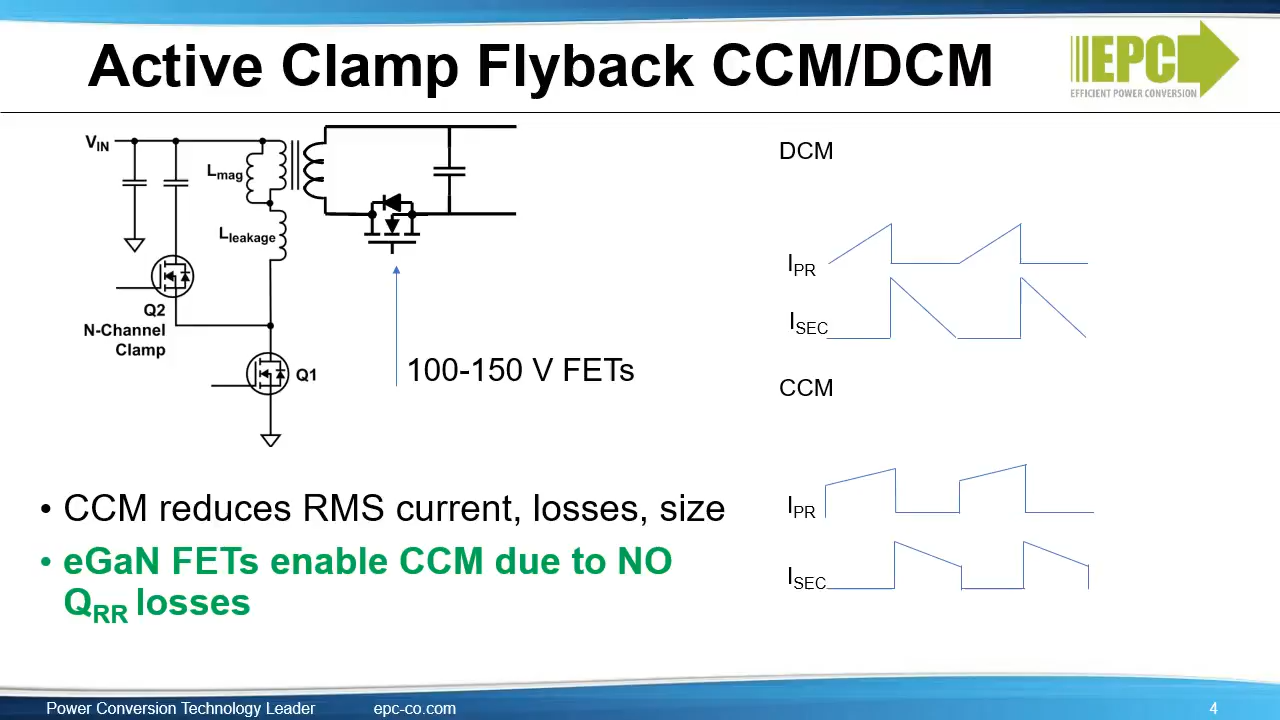 Active Clamp Flyback CCM/DCM
EPC
EFFICIENT POWER CONVERSION
VIN
Lmag
Lleakage
Q2
N-Channel
Clamp
Q1
100-150 V FETs
DCM
IPR
ISEC
CCM
IPR
ISEC
• CCM reduces RMS current, losses, size
• eGaN FETs enable CCM due to NO
QRR losses
Power Conversion Technology Leader epc-co.com 4